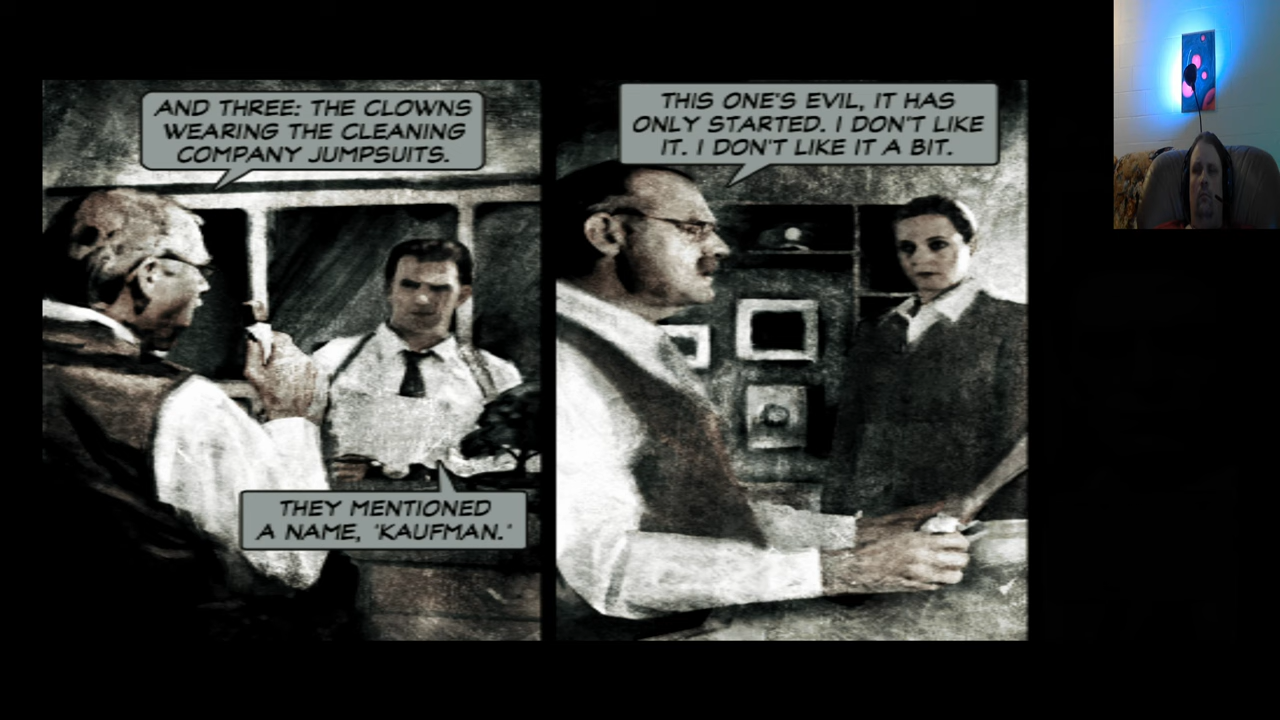 AND THREE: THE CLOWNS
WEARING THE CLEANING
COMPANY JUMPSUITS.
THEY MENTIONED
A NAME, "KAUFMAN."
THIS ONE'S EVIL, IT HAS
ONLY STARTED. I DON'T LIKE
IT. I DON'T LIKE IT A BIT.